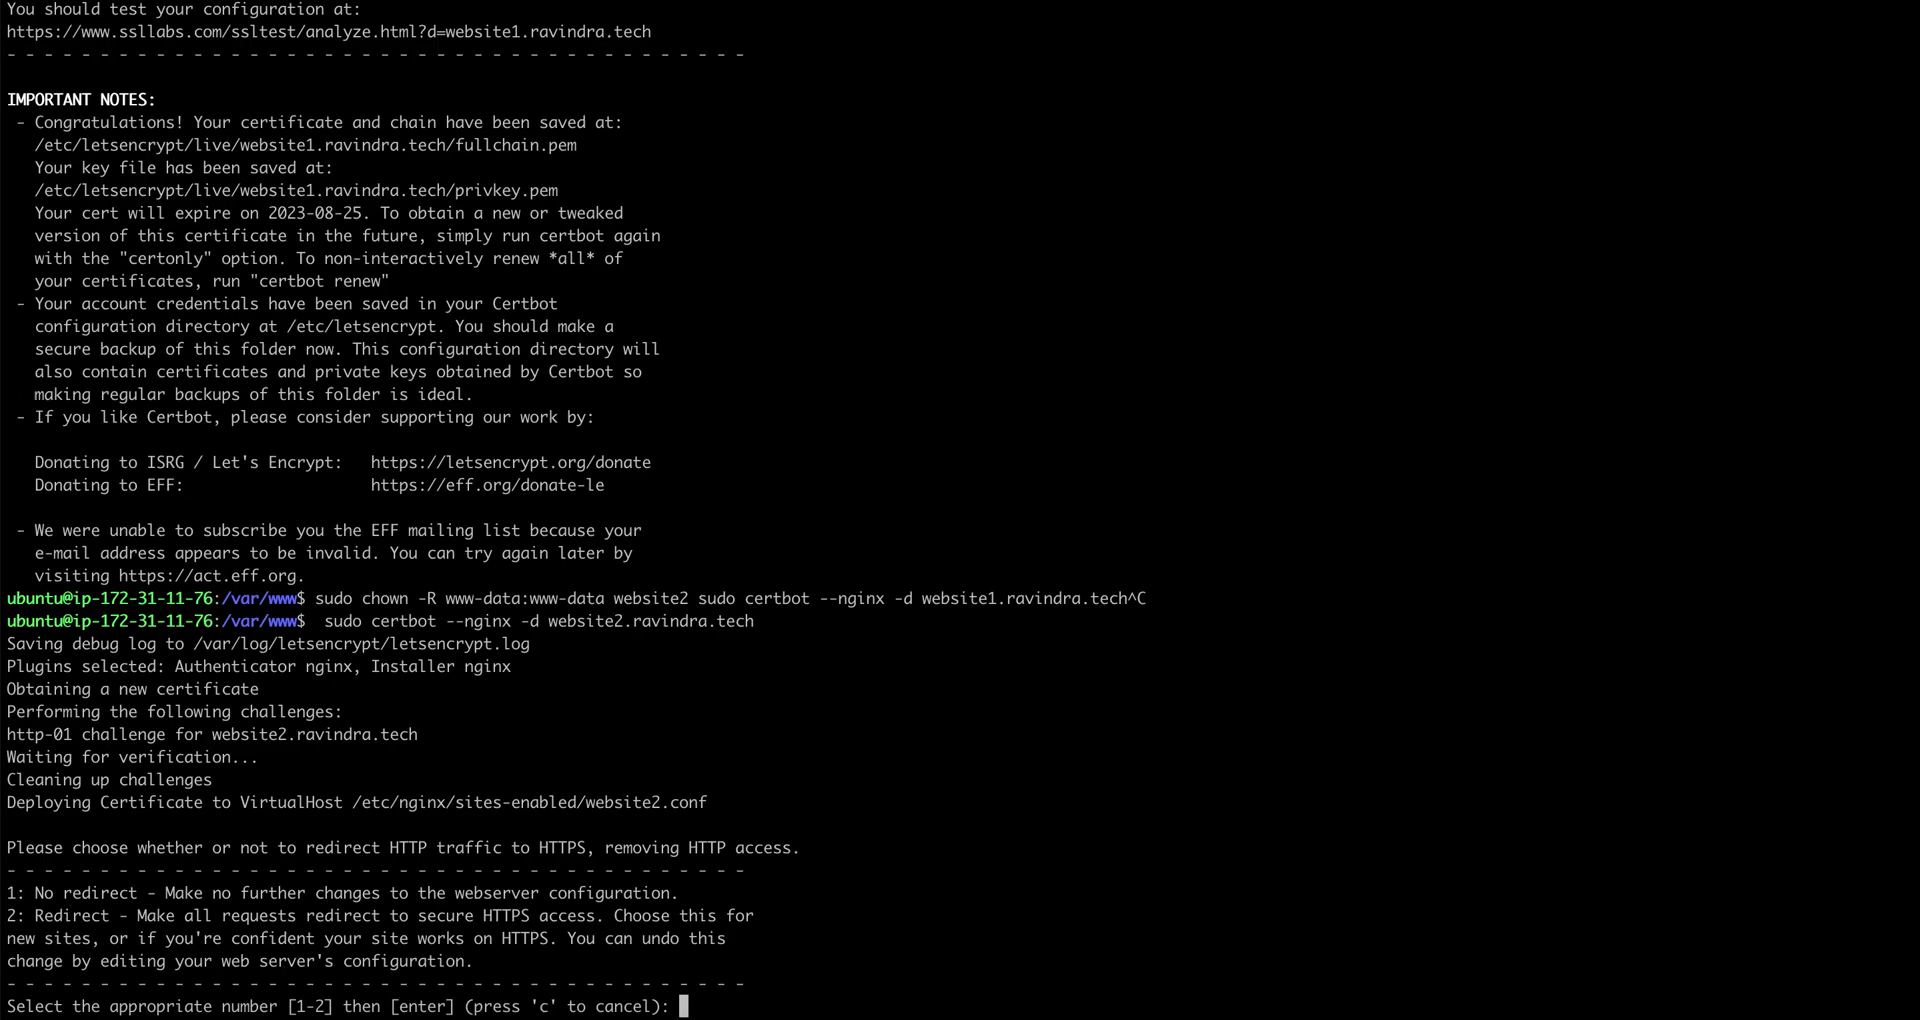 You should test your configuration at:
https://www.ssllabs.com/ssltest/analyze.html?d=website1.ravindra.tech
- - - - - - - - - - - - - - - - - - - - - - - - - - - - - - - - - - - - - - - -
IMPORTANT NOTES:
 - Congratulations! Your certificate and chain have been saved at:
   /etc/letsencrypt/live/website1.ravindra.tech/fullchain.pem
   Your key file has been saved at:
   /etc/letsencrypt/live/website1.ravindra.tech/privkey.pem
   Your cert will expire on 2023-08-25. To obtain a new or tweaked
   version of this certificate in the future, simply run certbot again
   with the "certonly" option. To non-interactively renew *all* of
   your certificates, run "certbot renew"
 - Your account credentials have been saved in your Certbot
   configuration directory at /etc/letsencrypt. You should make a
   secure backup of this folder now. This configuration directory will
   also contain certificates and private keys obtained by Certbot so
   making regular backups of this folder is ideal.
 - If you like Certbot, please consider supporting our work by:
   Donating to ISRG / Let's Encrypt:   https://letsencrypt.org/donate
   Donating to EFF:                    https://eff.org/donate-le
 - We were unable to subscribe you the EFF mailing list because your
   e-mail address appears to be invalid. You can try again later by
   visiting https://act.eff.org.
ubuntu@ip-172-31-11-76:/var/www$ sudo chown -R www-data:www-data website2 sudo certbot --nginx -d website1.ravindra.tech^C
ubuntu@ip-172-31-11-76:/var/www$  sudo certbot --nginx -d website2.ravindra.tech
Saving debug log to /var/log/letsencrypt/letsencrypt.log
Plugins selected: Authenticator nginx, Installer nginx
Obtaining a new certificate
Performing the following challenges:
http-01 challenge for website2.ravindra.tech
Waiting for verification...
Cleaning up challenges
Deploying Certificate to VirtualHost /etc/nginx/sites-enabled/website2.conf
Please choose whether or not to redirect HTTP traffic to HTTPS, removing HTTP access.
- - - - - - - - - - - - - - - - - - - - - - - - - - - - - - - - - - - - - - - -
1: No redirect - Make no further changes to the webserver configuration.
2: Redirect - Make all requests redirect to secure HTTPS access. Choose this for
new sites, or if you're confident your site works on HTTPS. You can undo this
change by editing your web server's configuration.
- - - - - - - - - - - - - - - - - - - - - - - - - - - - - - - - - - - - - - - -
Select the appropriate number [1-2] then [enter] (press 'c' to cancel):